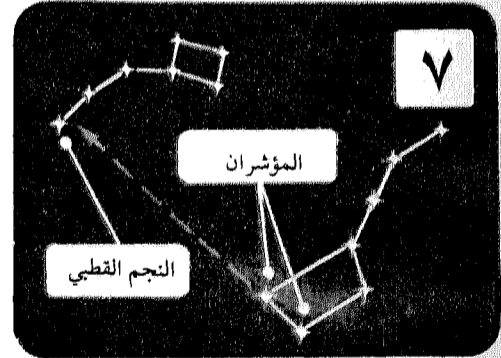 ٧
المؤشران
النجم القطبي